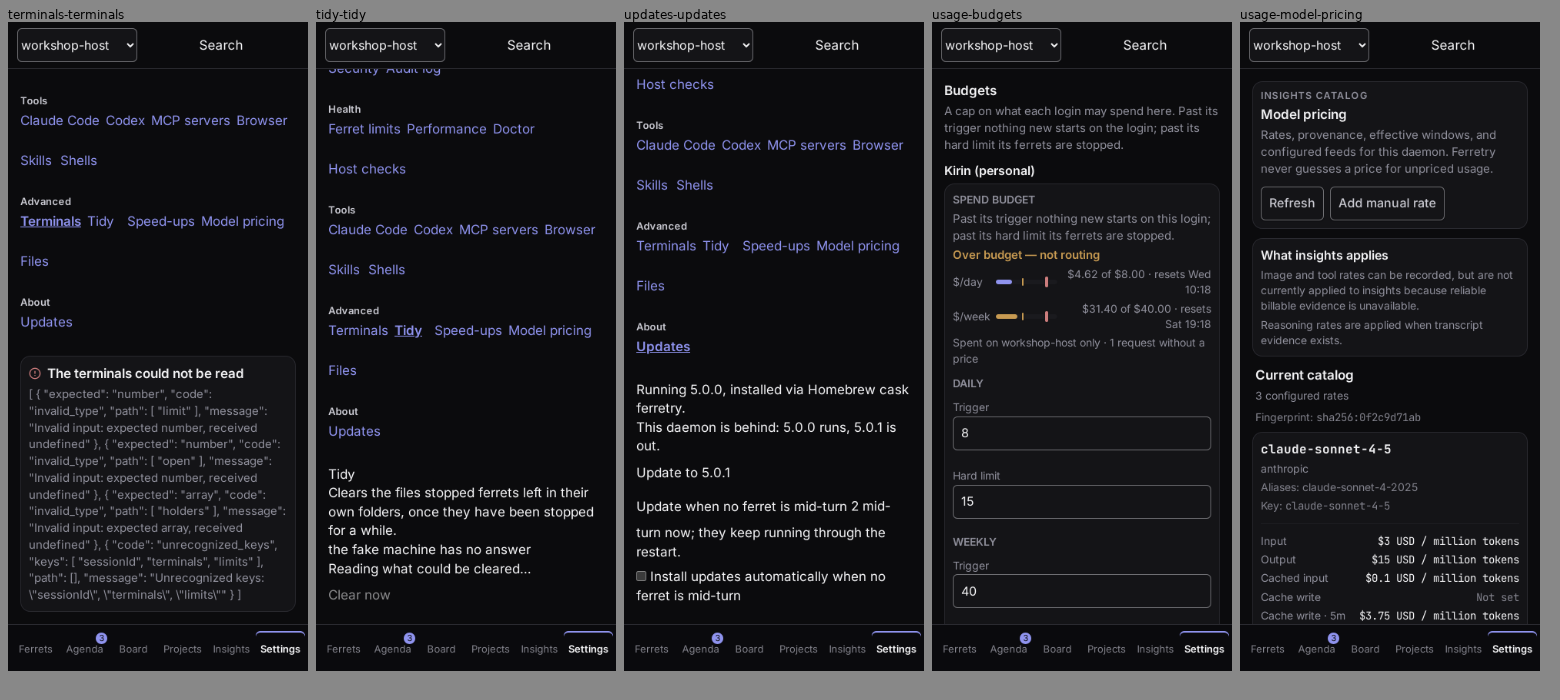 terminals-terminals
workshop-host
Search
Tools
Claude Code Codex MCP servers Browser
Skills Shells
Advanced
Terminals Tidy Speed-ups Model pricing
Files
About
Updates
The terminals could not be read
[ { "expected": "number", "code":
"invalid_type", "path": [ "limit" ], "message":
"Invalid input: expected number, received
undefined" }, { "expected": "number", "code":
"invalid_type", "path": [ "open" ], "message":
"Invalid input: expected number, received
undefined" }, { "expected": "array", "code":
"invalid_type", "path": [ "holders" ], "message":
"Invalid input: expected array, received
undefined" }, { "code": "unrecognized_keys",
"keys": [ "sessionId", "terminals", "limits" ],
"path": [], "message": "Unrecognized keys:
\"sessionId\", \"terminals\", \"limits\"" } ]
3
Ferrets Agenda Board Projects Insights Settings
tidy-tidy
workshop-host
Search
Security Audit log
Health
Ferret limits Performance Doctor
Host checks
Tools
Claude Code Codex MCP servers Browser
Skills Shells
Advanced
Terminals Tidy Speed-ups Model pricing
Files
About
Updates
Tidy
Clears the files stopped ferrets left in their
own folders, once they have been stopped
for a while.
the fake machine has no answer
Reading what could be cleared...
Clear now
3
Ferrets Agenda Board Projects Insights Settings
updates-updates
workshop-host
Search
Host checks
Tools
Claude Code Codex MCP servers Browser
Skills Shells
Advanced
Terminals Tidy Speed-ups Model pricing
Files
About
Updates
Running 5.0.0, installed via Homebrew cask
ferretry.
This daemon is behind: 5.0.0 runs, 5.0.1 is
out.
Update to 5.0.1
Update when no ferret is mid-turn 2 mid-
turn now; they keep running through the
restart.
Install updates automatically when no
ferret is mid-turn
3
Ferrets Agenda Board Projects Insights Settings
usage-budgets
workshop-host
Search
Budgets
A cap on what each login may spend here. Past its
trigger nothing new starts on the login; past its
hard limit its ferrets are stopped.
Kirin (personal)
SPEND BUDGET
Past its trigger nothing new starts on this login;
past its hard limit its ferrets are stopped.
Over budget — not routing
$/day
$4.62 of $8.00 · resets Wed
10:18
$/week
$31.40 of $40.00 · resets
Sat 19:18
Spent on workshop-host only · 1 request without a
price
DAILY
Trigger
8
Hard limit
15
WEEKLY
Trigger
40
3
Ferrets Agenda Board Projects Insights Settings
usage-model-pricing
workshop-host
Search
INSIGHTS CATALOG
Model pricing
Rates, provenance, effective windows, and
configured feeds for this daemon. Ferretry
never guesses a price for unpriced usage.
Refresh
Add manual rate
What insights applies
Image and tool rates can be recorded, but are not
currently applied to insights because reliable
billable evidence is unavailable.
Reasoning rates are applied when transcript
evidence exists.
Current catalog
3 configured rates
Fingerprint: sha256:0f2c9d71ab
claude-sonnet-4-5
anthropic
Aliases: claude-sonnet-4-2025
Key: claude-sonnet-4-5
Input $3 USD / million tokens
Output $15 USD / million tokens
Cached input $0.1 USD / million tokens
Cache write Not set
Cache write · 5m $3.75 USD / million tokens
3
Ferrets Agenda Board Projects Insights Settings